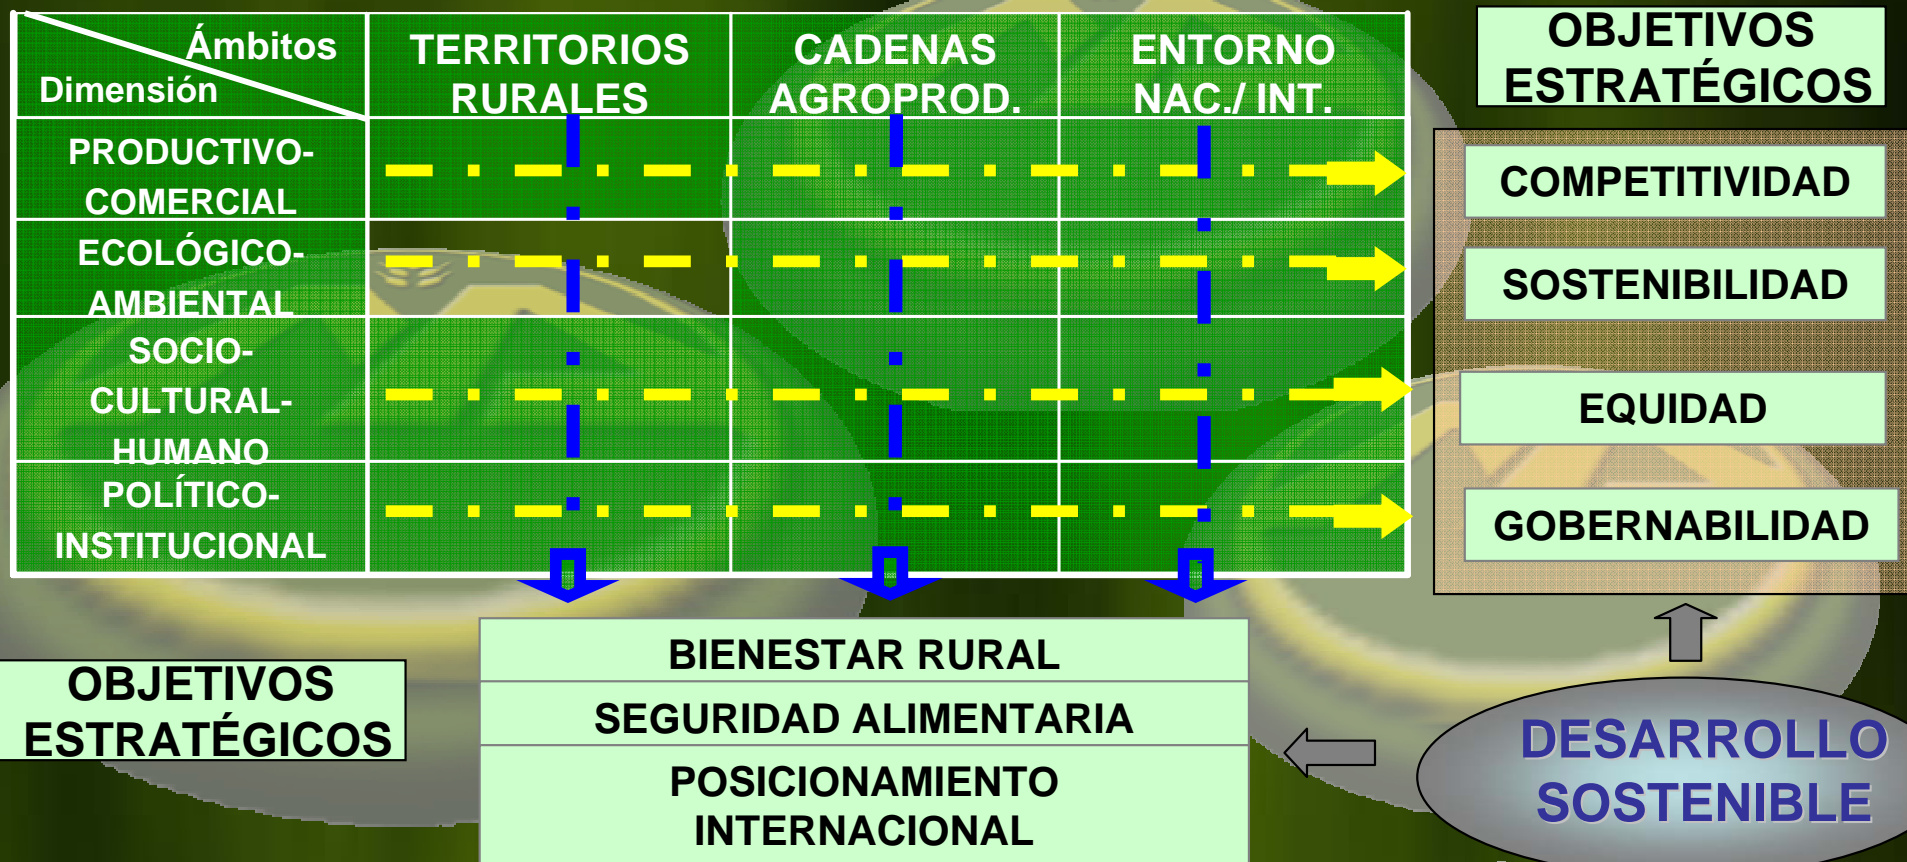 Ámbitos
Dimensión
TERRITORIOS
RURALES
CADENAS
AGROPROD.
ENTORNO
NAC./ INT.
OBJETIVOS
ESTRATÉGICOS
PRODUCTIVO-
COMERCIAL
COMPETITIVIDAD
ECOLÓGICO-
AMBIENTAL
SOSTENIBILIDAD
SOCIO-
CULTURAL-
HUMANO
EQUIDAD
POLÍTICO-
INSTITUCIONAL
GOBERNABILIDAD
OBJETIVOS
ESTRATÉGICOS
BIENESTAR RURAL
SEGURIDAD ALIMENTARIA
POSICIONAMIENTO
INTERNACIONAL
DESARROLLO
SOSTENIBLE